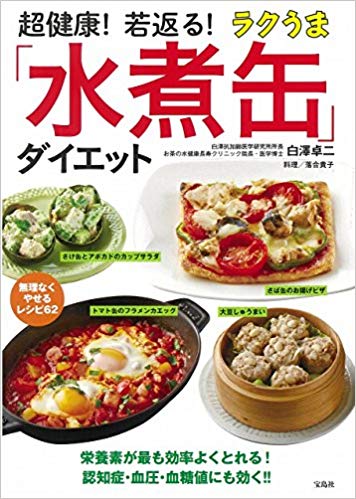 超健康！若返る！ラクうま
「水煮缶」
ダイエット
白澤抗加齢医学研究所所長
お茶の水健康長寿クリニック院長・医学博士
白澤卓二
料理／落合貴子
さけ缶とアボカドのカップサラダ
さば缶のお揚げピザ
無理なく
やせる
レシピ62
トマト缶のフラメンカエッグ
大豆しゅうまい
栄養素が最も効率よくとれる！
認知症・血圧・血糖値にも効く!!
宝島社